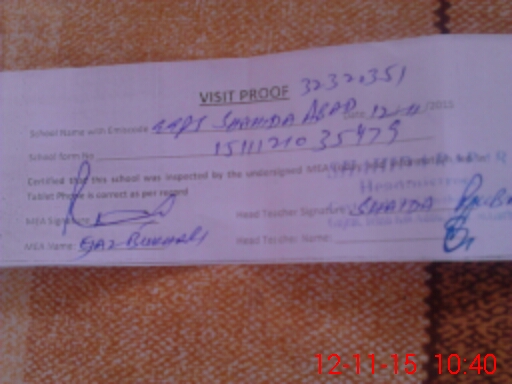 VISIT PROOF 32320351
School Name with Emiscode GGPS SHAHDA ABAD Date 12-11/2015
School form No 15111210 35479
Certified that this school was inspected by the undersigned MEA
Tablet Phone is correct as per record
MEA Signature Head Teacher Signature SHAIDA
MEA Name: EJAZ BUKHARI Head Teacher Name:
12-11-15 10:40